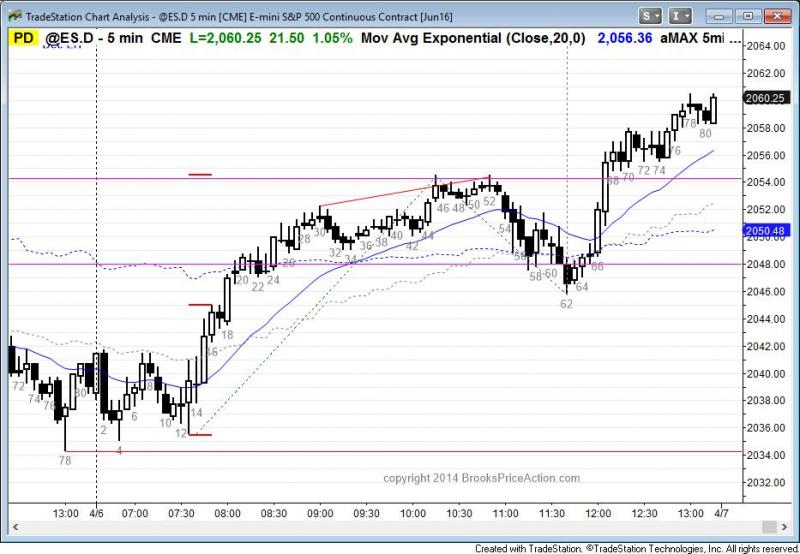 TradeStation Chart Analysis - @ES.D 5 min [CME] E-mini S&P 500 Continuous Contract [Jun16]
S I
PD @ES.D - 5 min CME L=2,060.25 21.50 1.05% Mov Avg Exponential (Close,20,0) 2,056.36 aMAX 5mi ...
2064.00
2062.00
2060.25
2058.00
2056.00
2054.00
2052.00
2050.48
2048.00
2046.00
2044.00
2042.00
2040.00
2038.00
2036.00
2034.00
2032.00
28 30 32 34 36 38 40 42 44 46 48 50 52 54 58 58 60 62 64 66 68 70 72 74 76 78 80
20 22 24 26
18
16
72 74 76 78 80 2 4 6 8 10 12 14
copyright 2014 BrooksPriceAction.com
13:00 4/6 07:00 07:30 08:00 08:30 09:00 09:30 10:00 10:30 11:00 11:30 12:00 12:30 13:00 4/7
Created with TradeStation. ©TradeStation Technologies, Inc. All rights reserved.